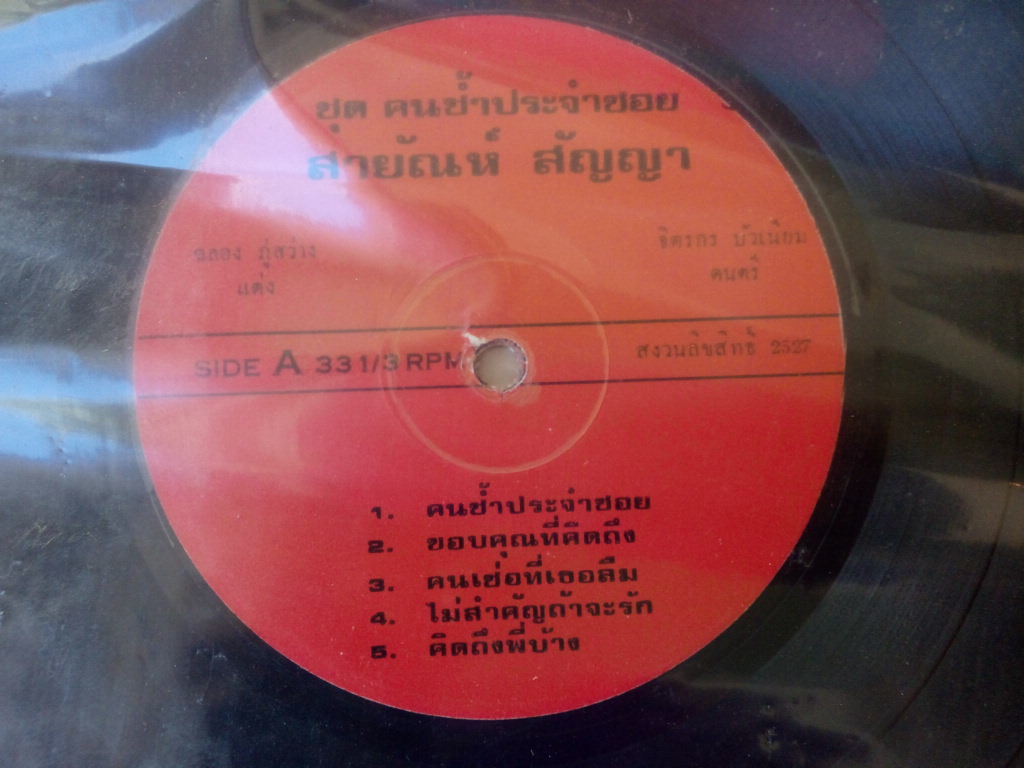 ชุด คนช้ำประจำซอย
สายัณห์ สัญญา
ฉลอง ภู่สว่าง
แต่ง
จิตรกร บัวเนียม
ดนตรี
SIDE A 33 1/3 RPM
สงวนลิขสิทธิ์ 2527
1. คนช้ำประจำซอย
2. ขอบคุณที่คิดถึง
3. คนเซ่อที่เธอลืม
4. ไม่สำคัญถ้าจะรัก
5. คิดถึงพี่บ้าง